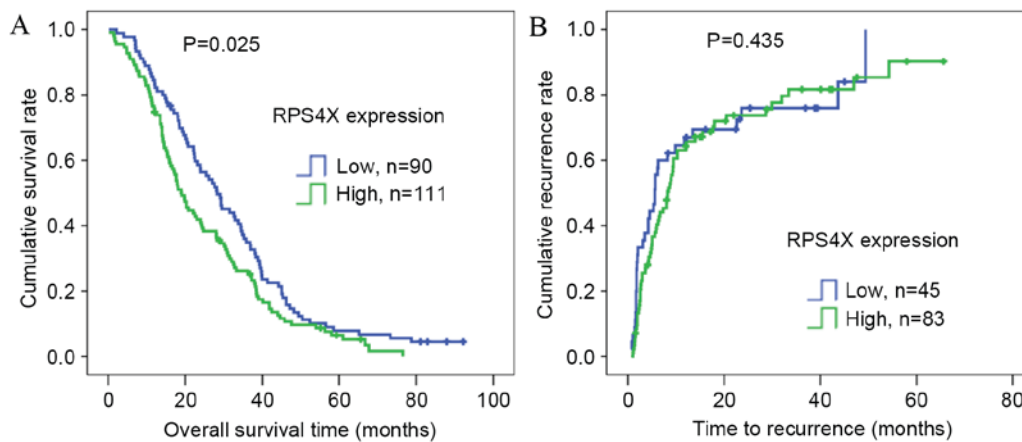 A
P=0.025
RPS4X expression
Low, n=90
High, n=111
Cumulative survival rate
1.0
0.8
0.6
0.4
0.2
0.0
0 20 40 60 80 100
Overall survival time (months)
B
P=0.435
RPS4X expression
Low, n=45
High, n=83
Cumulative recurrence rate
1.0
0.8
0.6
0.4
0.2
0.0
0 20 40 60 80
Time to recurrence (months)